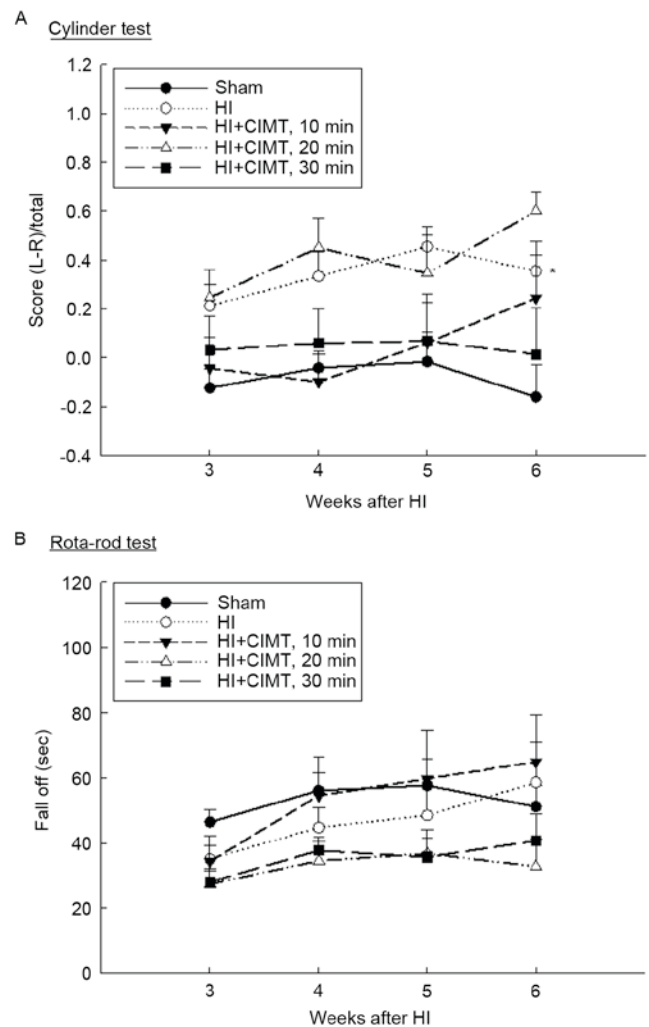 A Cylinder test
1.2
1.0
0.8
0.6
0.4
0.2
0.0
-0.2
-0.4
Score (L-R)/total
Sham
HI
HI+CIMT, 10 min
HI+CIMT, 20 min
HI+CIMT, 30 min
*
3 4 5 6
Weeks after HI
B Rota-rod test
120
100
80
60
40
20
0
Fall off (sec)
Sham
HI
HI+CIMT, 10 min
HI+CIMT, 20 min
HI+CIMT, 30 min
3 4 5 6
Weeks after HI